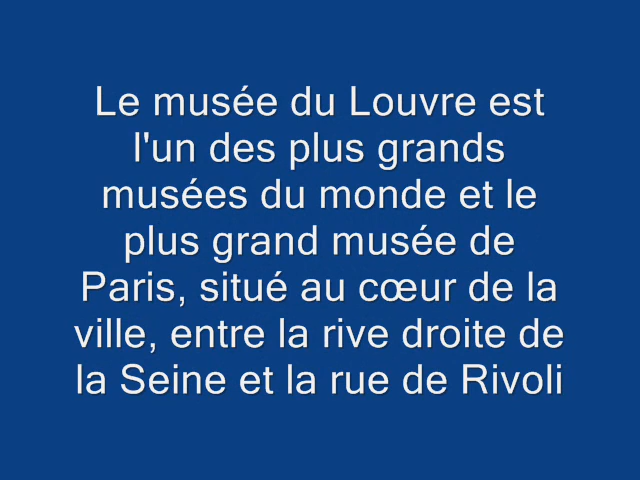 Le musée du Louvre est
l'un des plus grands
musées du monde et le
plus grand musée de
Paris, situé au cœur de la
ville, entre la rive droite de
la Seine et la rue de Rivoli